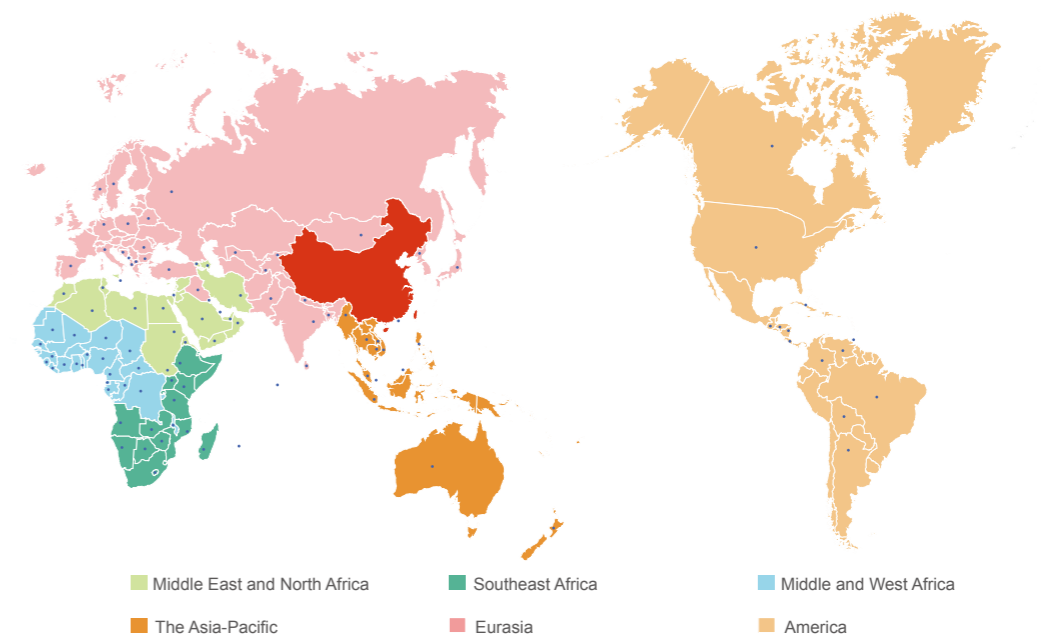 Middle East and North Africa
Southeast Africa
Middle and West Africa
The Asia-Pacific
Eurasia
America